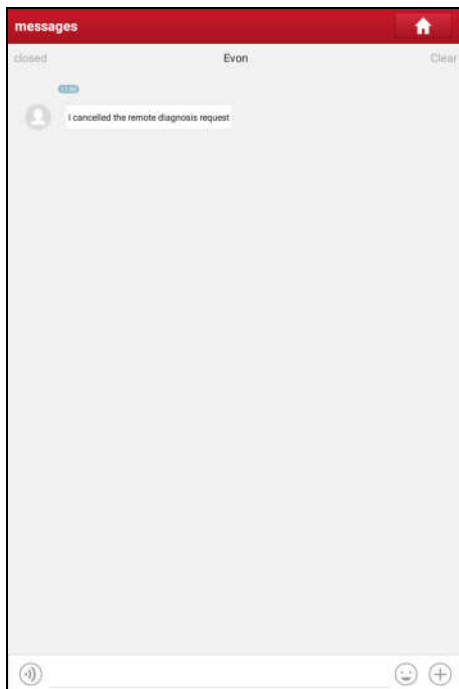 messages
closed Evon Clear
I cancelled the remote diagnosis request